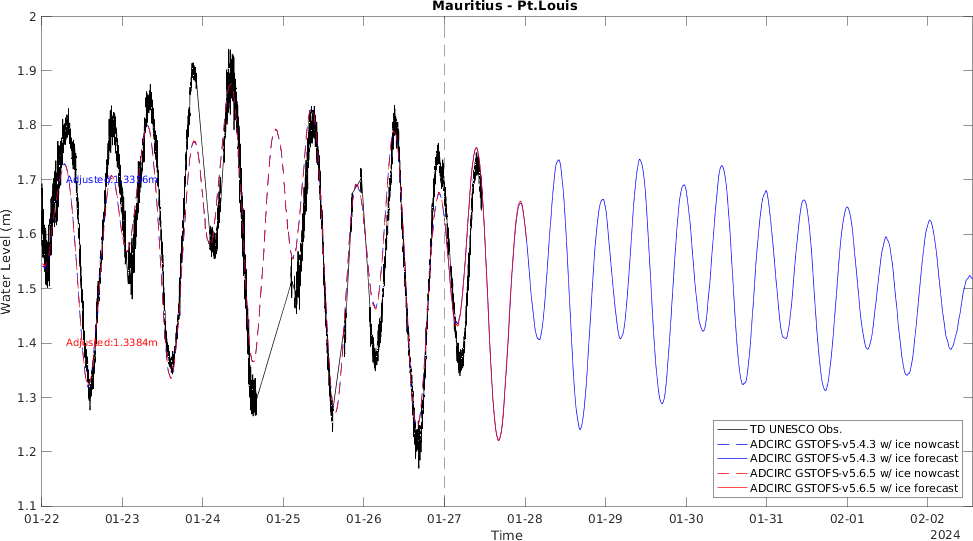 Mauritius - Pt.Louis
2
1.9
1.8
1.7
1.6
1.5
1.4
1.3
1.2
1.1
Water Level (m)
Adjusted:1.3356m
Adjusted:1.3384m
TD UNESCO Obs.
ADCIRC GSTOFS-v5.4.3 w/ ice nowcast
ADCIRC GSTOFS-v5.4.3 w/ ice forecast
ADCIRC GSTOFS-v5.6.5 w/ ice nowcast
ADCIRC GSTOFS-v5.6.5 w/ ice forecast
01-22 01-23 01-24 01-25 01-26 01-27 01-28 01-29 01-30 01-31 02-01 02-02
Time
2024